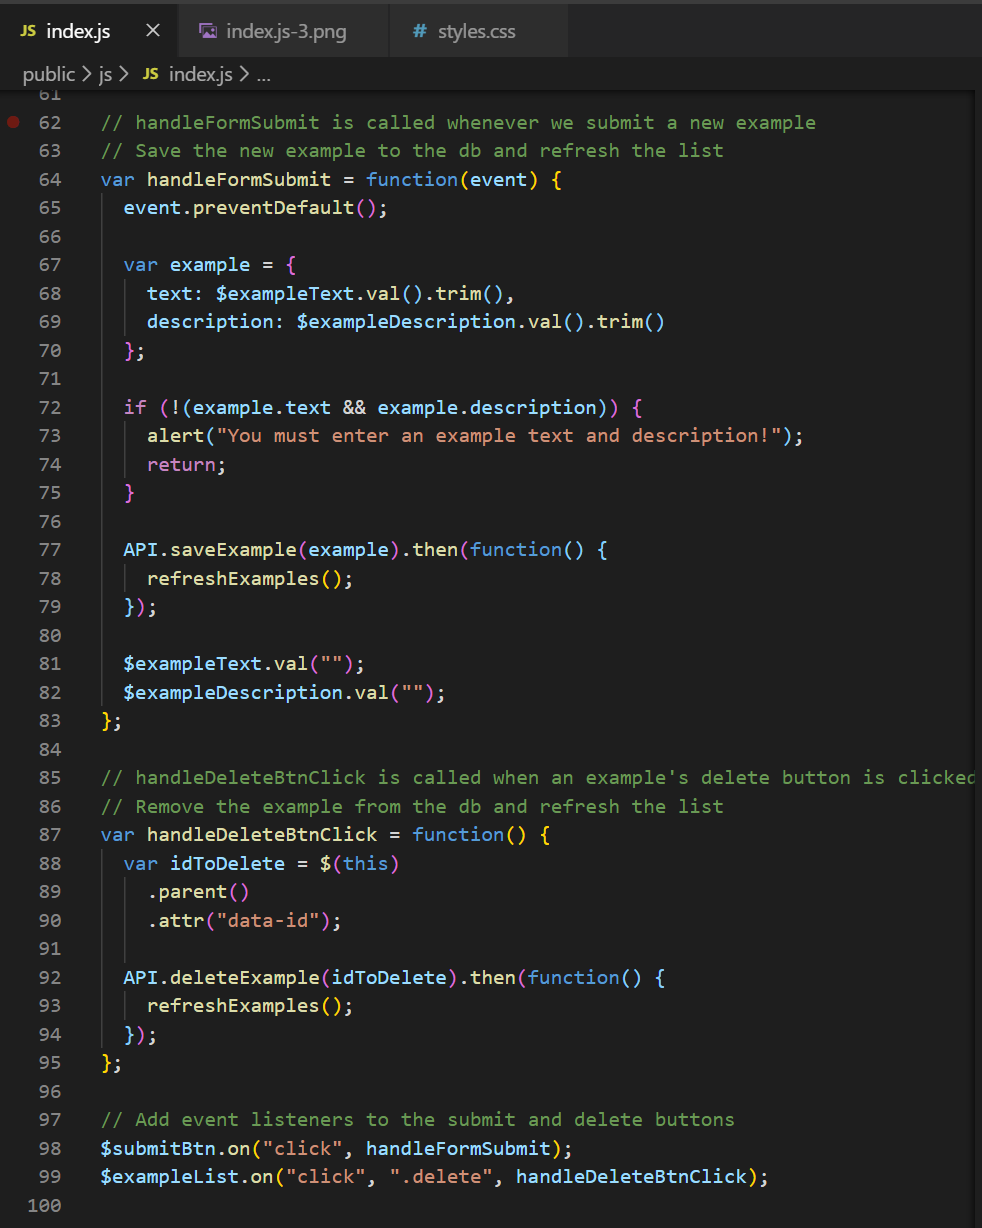 JS index.js × index.js-3.png # styles.css
public > js > JS index.js > ...
61
62 // handleFormSubmit is called whenever we submit a new example
63 // Save the new example to the db and refresh the list
64 var handleFormSubmit = function(event) {
65   event.preventDefault();
66
67   var example = {
68     text: $exampleText.val().trim(),
69     description: $exampleDescription.val().trim()
70   };
71
72   if (!(example.text && example.description)) {
73     alert("You must enter an example text and description!");
74     return;
75   }
76
77   API.saveExample(example).then(function() {
78     refreshExamples();
79   });
80
81   $exampleText.val("");
82   $exampleDescription.val("");
83 };
84
85 // handleDeleteBtnClick is called when an example's delete button is clicked
86 // Remove the example from the db and refresh the list
87 var handleDeleteBtnClick = function() {
88   var idToDelete = $(this)
89     .parent()
90     .attr("data-id");
91
92   API.deleteExample(idToDelete).then(function() {
93     refreshExamples();
94   });
95 };
96
97 // Add event listeners to the submit and delete buttons
98 $submitBtn.on("click", handleFormSubmit);
99 $exampleList.on("click", ".delete", handleDeleteBtnClick);
100